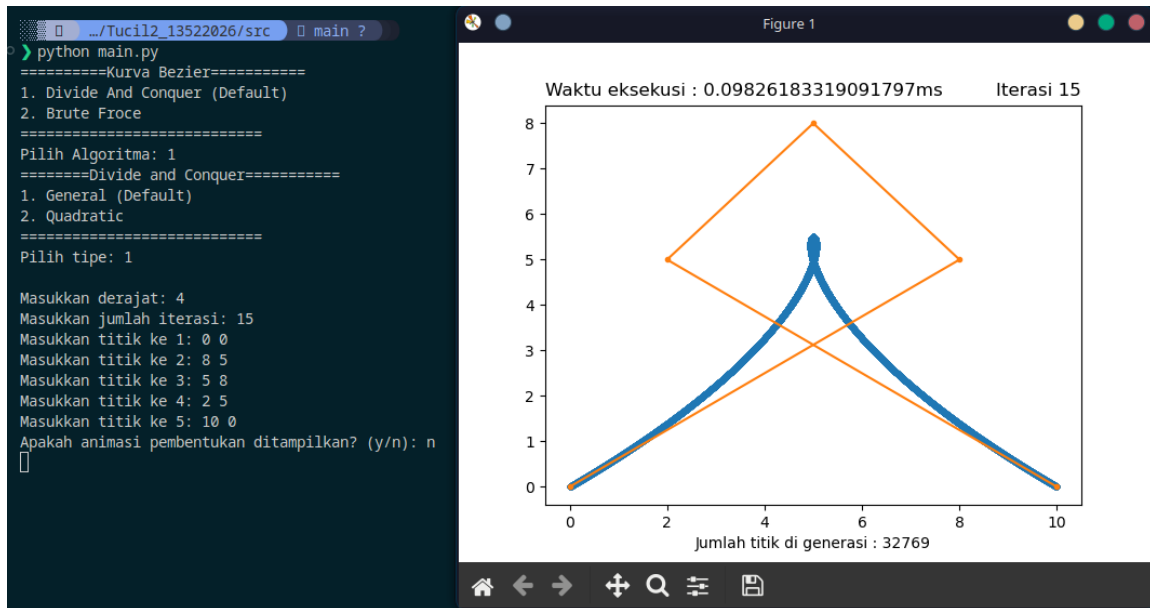 …/Tucil2_13522026/src main ?
❯ python main.py
==========Kurva Bezier===========
1. Divide And Conquer (Default)
2. Brute Froce
============================
Pilih Algoritma: 1
========Divide and Conquer===========
1. General (Default)
2. Quadratic
============================
Pilih tipe: 1
Masukkan derajat: 4
Masukkan jumlah iterasi: 15
Masukkan titik ke 1: 0 0
Masukkan titik ke 2: 8 5
Masukkan titik ke 3: 5 8
Masukkan titik ke 4: 2 5
Masukkan titik ke 5: 10 0
Apakah animasi pembentukan ditampilkan? (y/n): n
Figure 1
Waktu eksekusi : 0.09826183319091797ms Iterasi 15
8
7
6
5
4
3
2
1
0
0 2 4 6 8 10
Jumlah titik di generasi : 32769